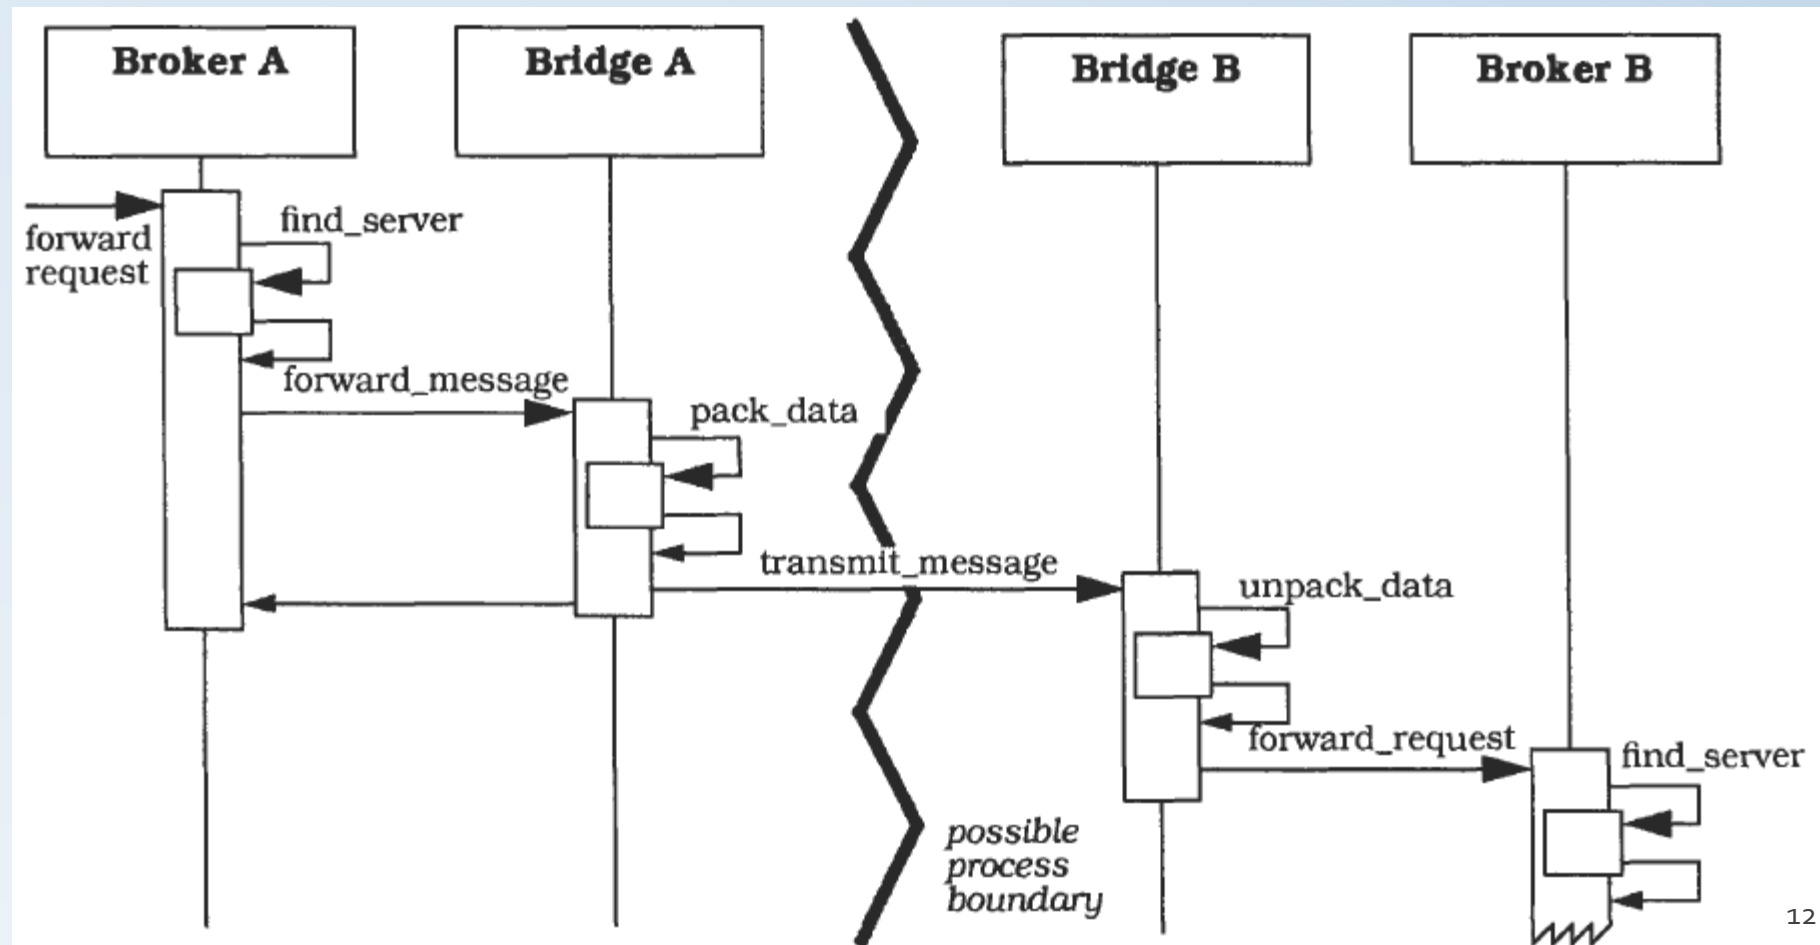 Broker A
Bridge A
Bridge B
Broker B
forward
request
find_server
forward_message
pack_data
transmit_message
unpack_data
forward_request
find_server
possible
process
boundary
12